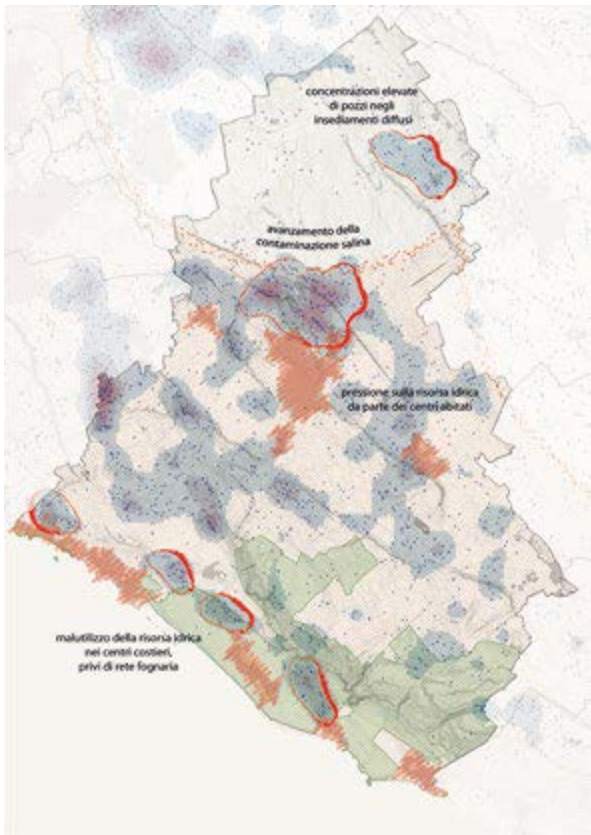 concentrazioni elevate
di pozzi negli
insediamenti diffusi
avanzamento della
contaminazione salina
pressione sulla risorsa idrica
da parte dei centri abitati
malutilizzo della risorsa idrica
nei centri costieri,
privi di rete fognaria